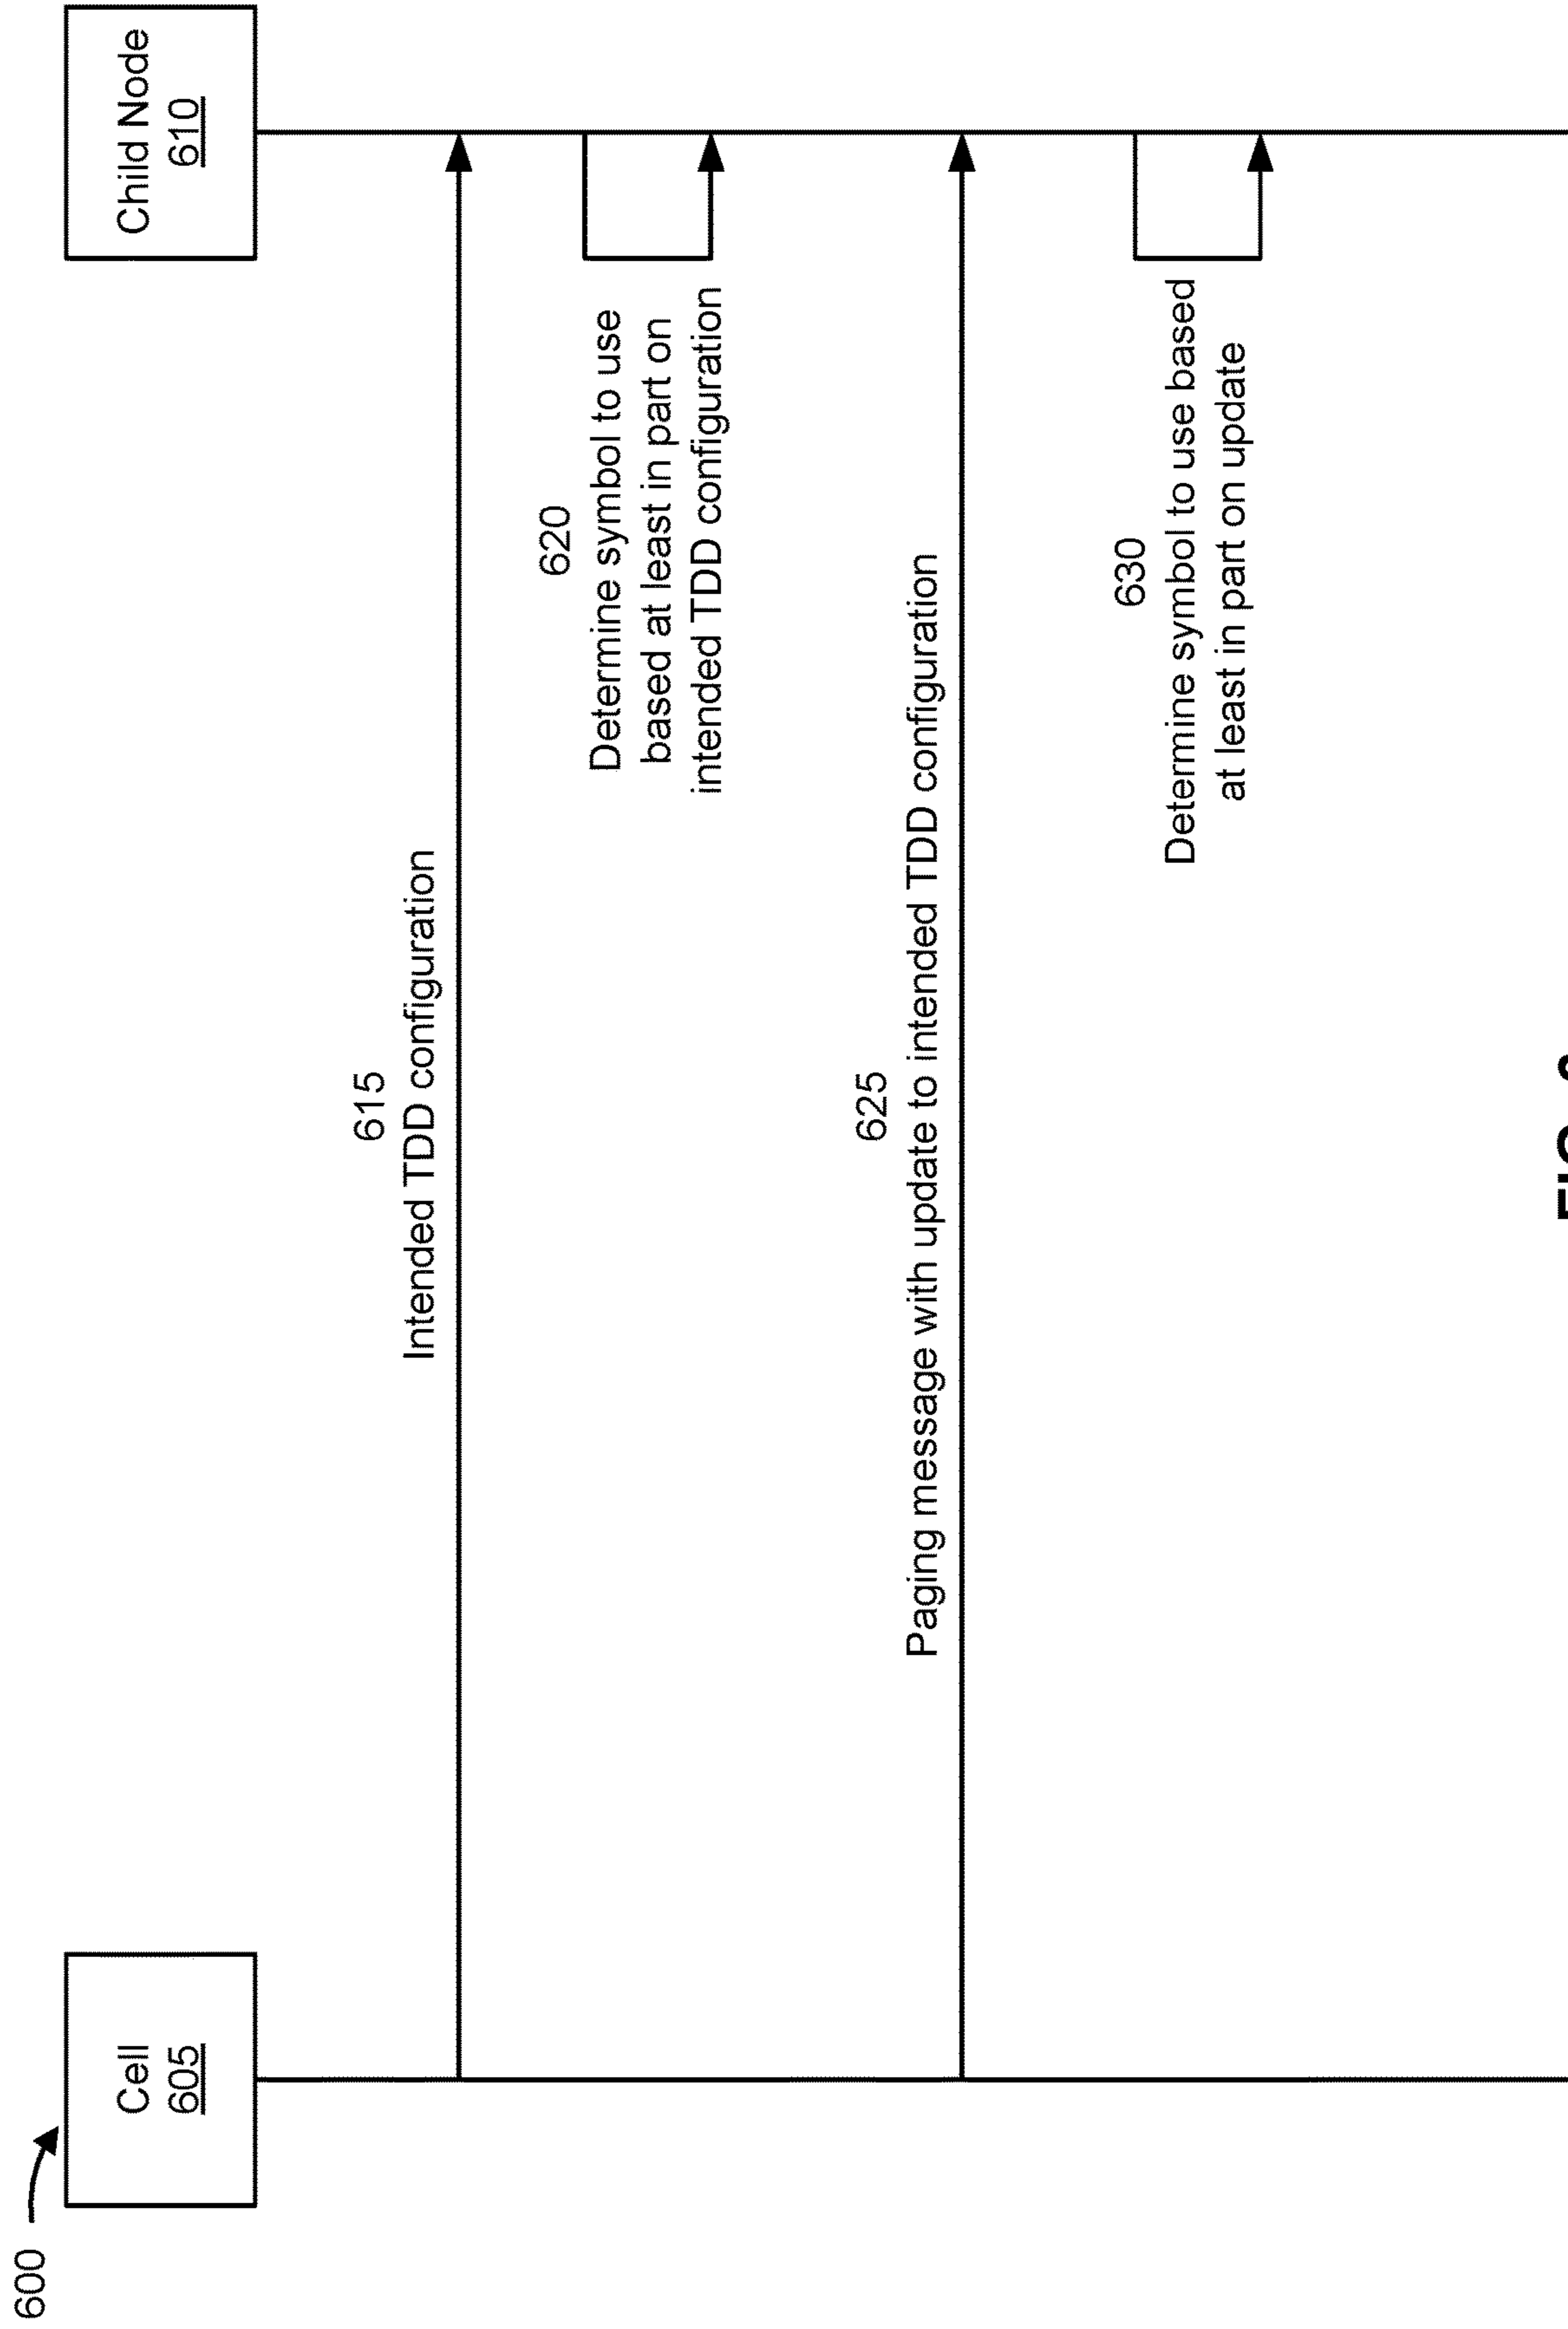 600
Cell
605
Child Node
610
615
Intended TDD configuration
620
Determine symbol to use
based at least in part on
intended TDD configuration
625
Paging message with update to intended TDD configuration
630
Determine symbol to use based
at least in part on update